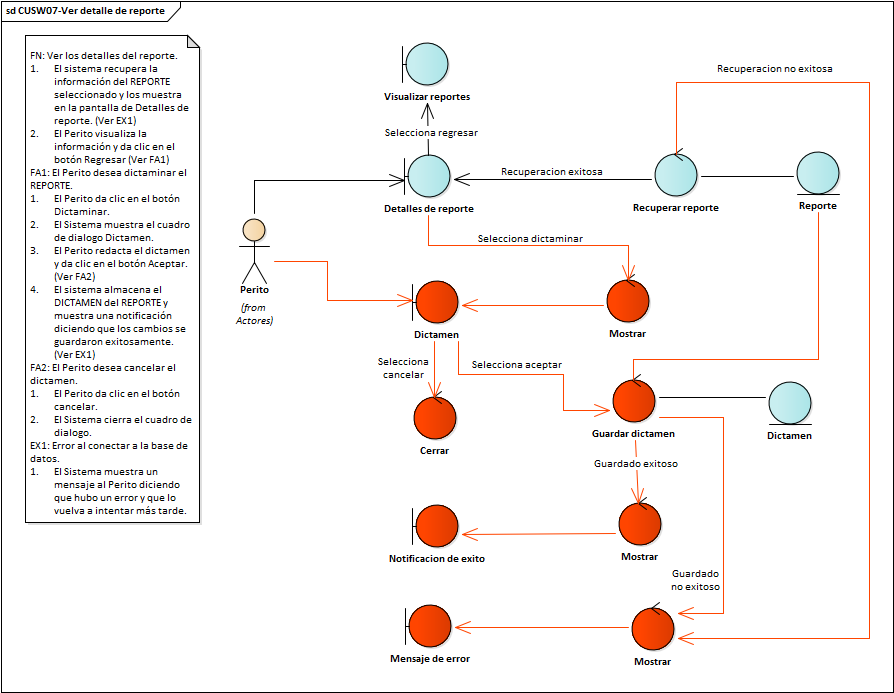 sd CUSW07-Ver detalle de reporte
FN: Ver los detalles del reporte.
1. El sistema recupera la
información del REPORTE
seleccionado y los muestra
en la pantalla de Detalles de
reporte. (Ver EX1)
2. El Perito visualiza la
información y da clic en el
botón Regresar (Ver FA1)
FA1: El Perito desea dictaminar el
REPORTE.
1. El Perito da clic en el botón
Dictaminar.
2. El Sistema muestra el cuadro
de dialogo Dictamen.
3. El Perito redacta el dictamen
y da clic en el botón Aceptar.
(Ver FA2)
4. El sistema almacena el
DICTAMEN del REPORTE y
muestra una notificación
diciendo que los cambios se
guardaron exitosamente.
(Ver EX1)
FA2: El Perito desea cancelar el
dictamen.
1. El Perito da clic en el botón
cancelar.
2. El Sistema cierra el cuadro de
dialogo.
EX1: Error al conectar a la base de
datos.
1. El Sistema muestra un
mensaje al Perito diciendo
que hubo un error y que lo
vuelva a intentar más tarde.
Visualizar reportes
Recuperacion no exitosa
Selecciona regresar
Recuperacion exitosa
Detalles de reporte
Recuperar reporte
Reporte
Selecciona dictaminar
Perito
(from
Actores)
Dictamen
Mostrar
Selecciona
cancelar
Selecciona aceptar
Cerrar
Guardar dictamen
Dictamen
Guardado exitoso
Notificacion de exito
Mostrar
Guardado
no exitoso
Mensaje de error
Mostrar